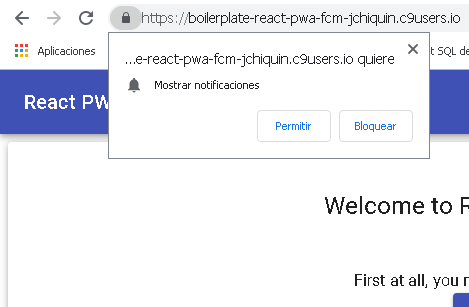 https://boilerplate-react-pwa-fcm-jchiquin.c9users.io
Aplicaciones
SQL de
...e-react-pwa-fcm-jchiquin.c9users.io quiere
Mostrar notificaciones
Permitir
Bloquear
React PW
Welcome to R
First at all, you